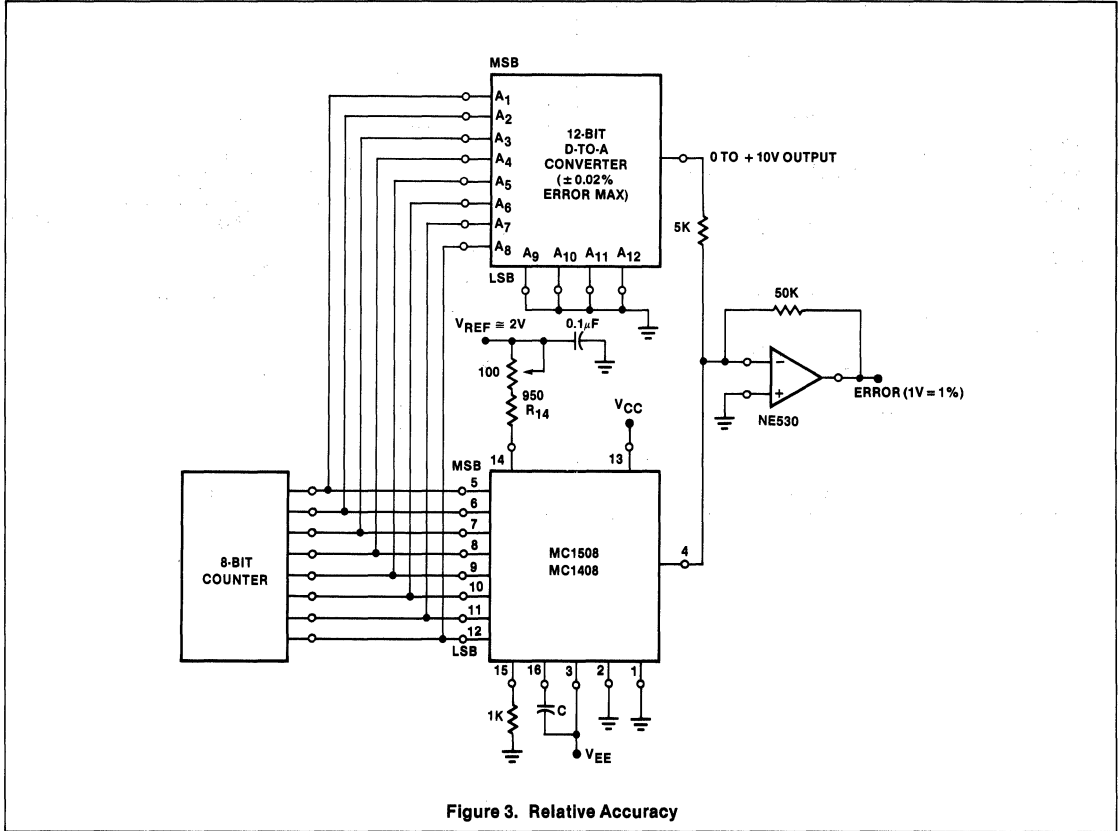 MSB
A1
A2
A3
A4
A5
A6
A7
A8
12-BIT
D-TO-A
CONVERTER
(± 0.02%
ERROR MAX)
A9 A10 A11 A12
LSB
0 TO + 10V OUTPUT
5K
50K
VREF ≅ 2V
0.1μF
100
950
R14
VCC
−
+
NE530
ERROR (1V = 1%)
14
13
MSB
5
6
7
8
9
10
11
12
LSB
8-BIT
COUNTER
MC1508
MC1408
4
15 16 3 2 1
1K
C
VEE
Figure 3. Relative Accuracy